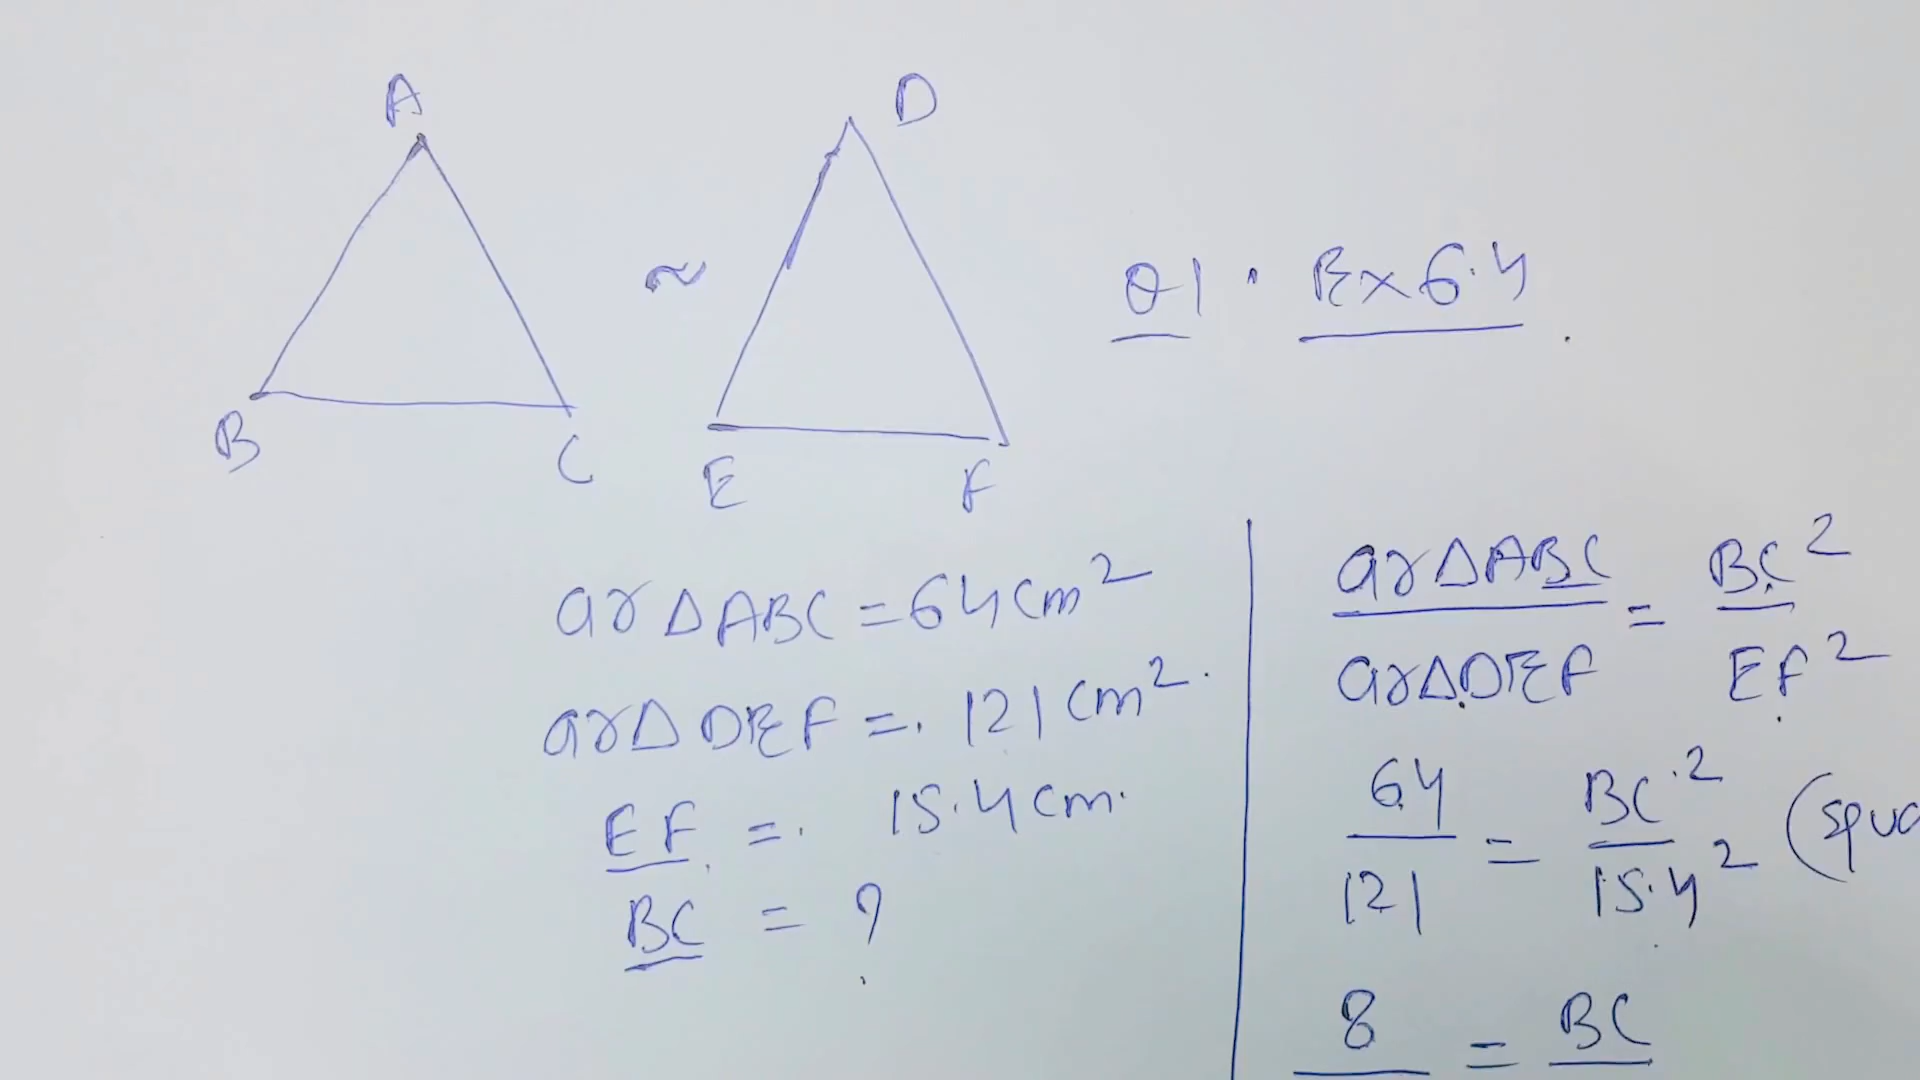 A
D
~
Q1 . Ex 6.4
B
C
E
F
ar Δ ABC = 64 cm²
ar Δ DEF = 121 cm²
EF = 15.4 cm
BC = ?
ar Δ ABC / ar Δ DEF = BC² / EF²
64 / 121 = BC² / 15.4² (
8 = BC